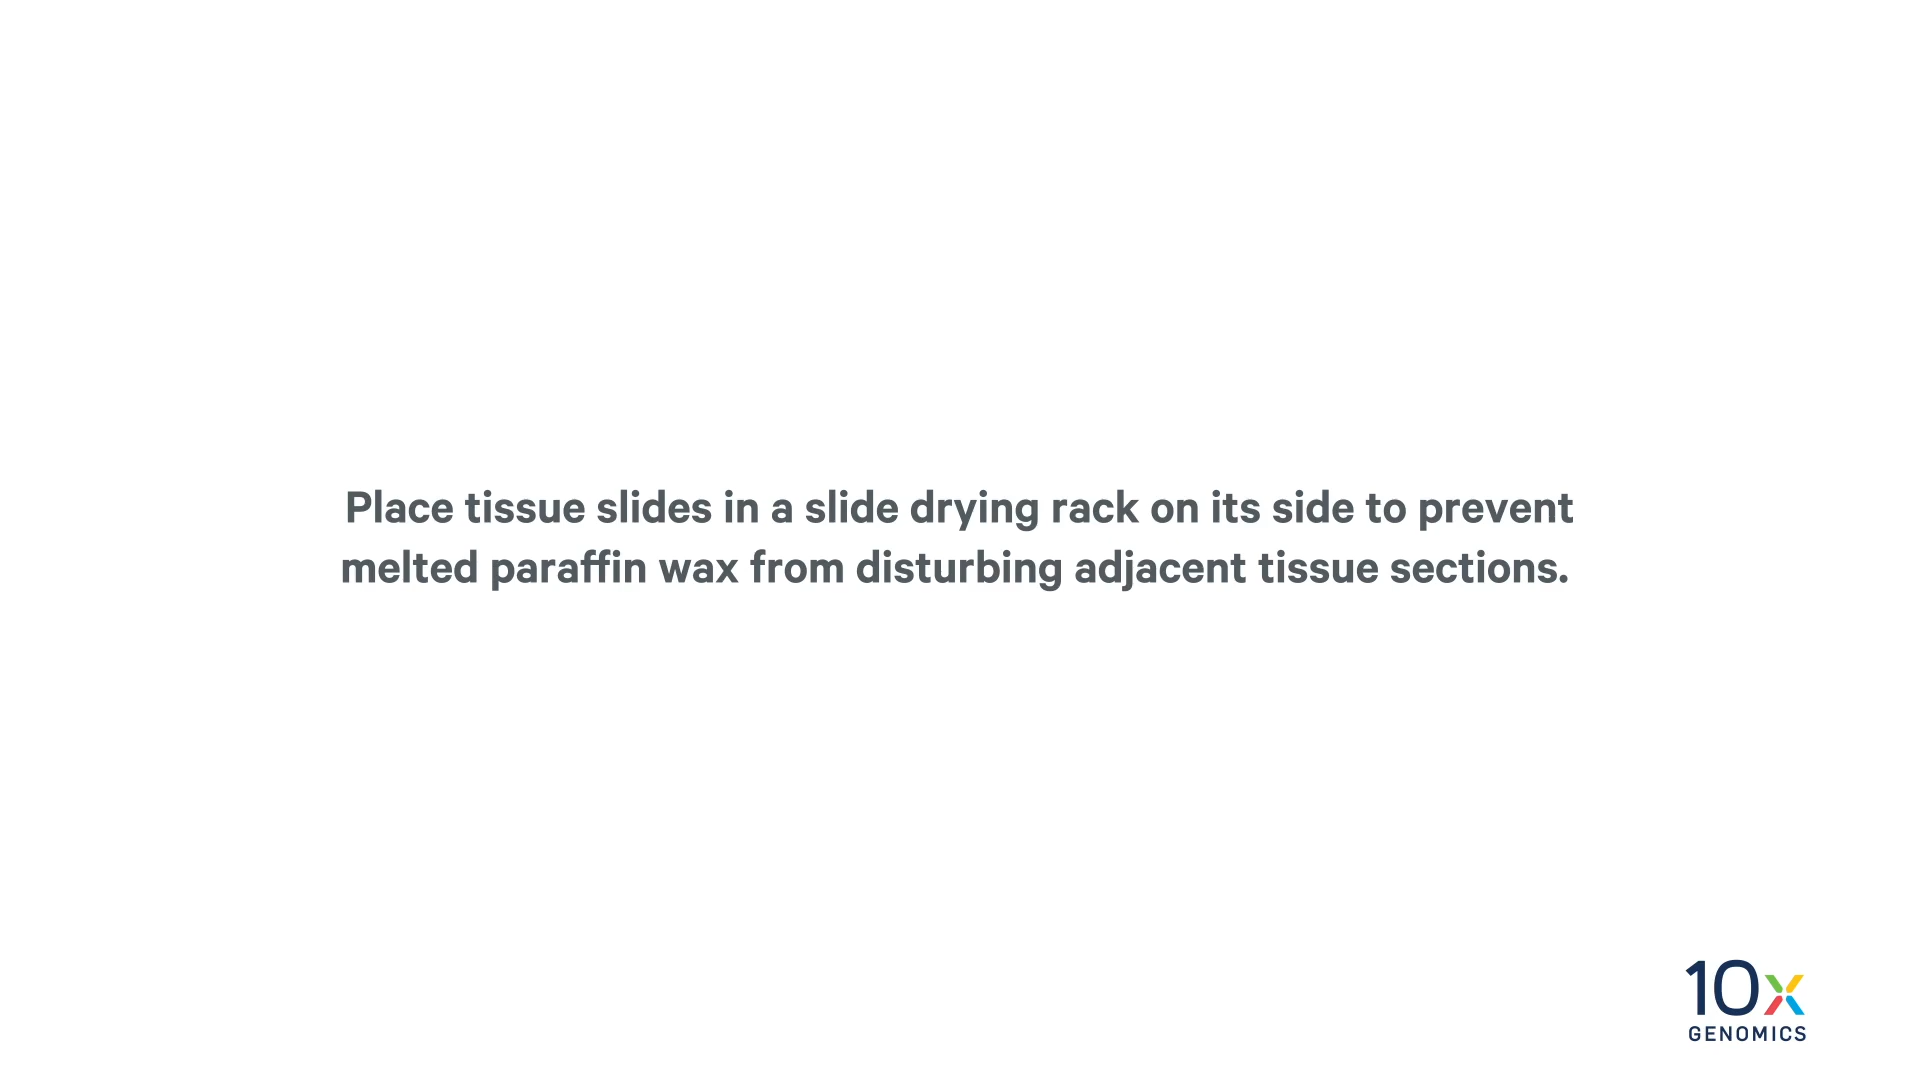 Place tissue slides in a slide drying rack on its side to prevent
melted paraffin wax from disturbing adjacent tissue sections.
10x
GENOMICS